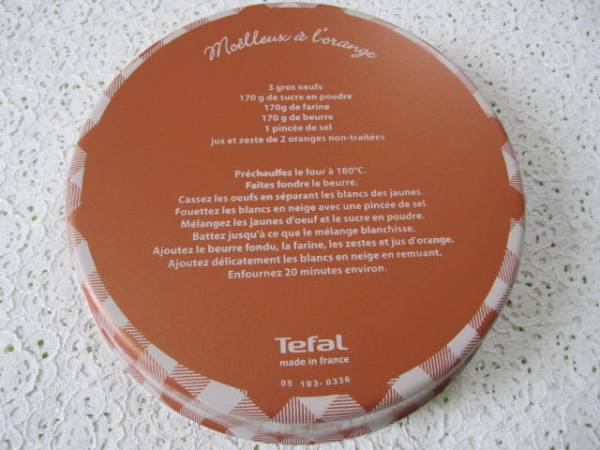 Moëlleux à l'orange
3 gros oeufs
170 g de sucre en poudre
170g de farine
170 g de beurre
1 pincée de sel
jus et zeste de 2 oranges non-traitées
Préchauffez le four à 180°C.
Faites fondre le beurre.
Cassez les oeufs en séparant les blancs des jaunes.
Fouettez les blancs en neige avec une pincée de sel.
Mélangez les jaunes d'oeuf et le sucre en poudre.
Battez jusqu'à ce que le mélange blanchisse.
Ajoutez le beurre fondu, la farine, les zestes et jus d'orange.
Ajoutez délicatement les blancs en neige en remuant.
Enfournez 20 minutes environ.
Tefal
made in france
05 103-0336